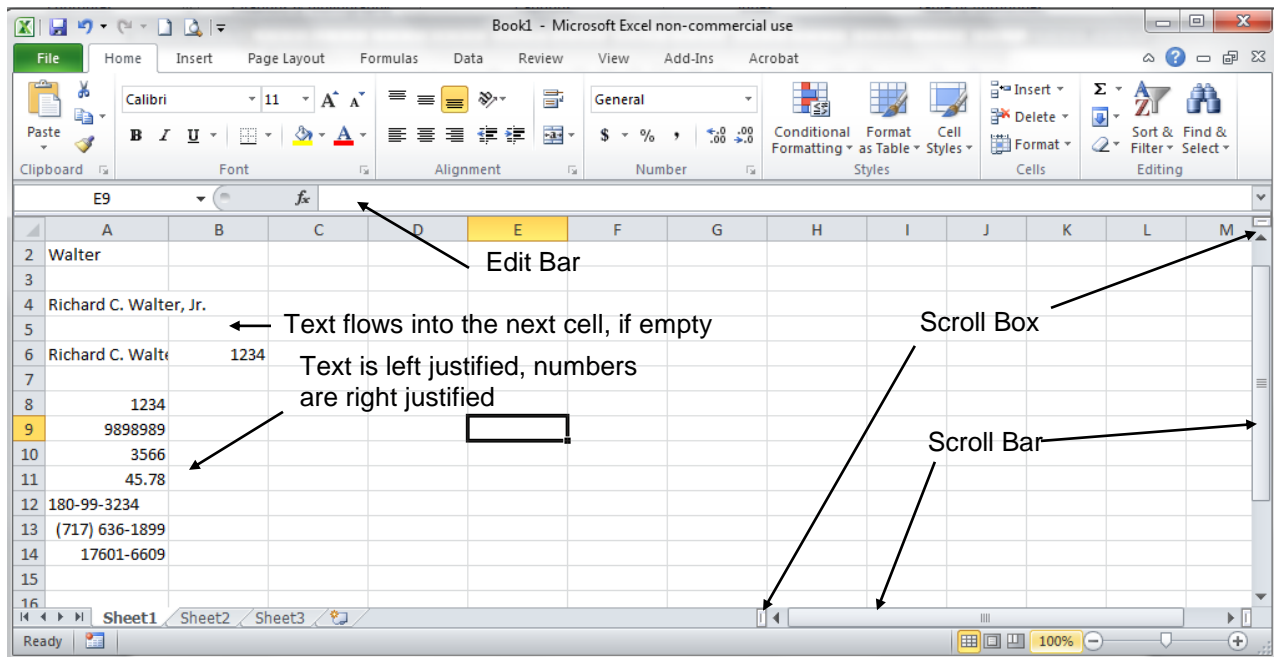 Book1 - Microsoft Excel non-commercial use
File Home Insert Page Layout Formulas Data Review View Add-Ins Acrobat
Calibri 11 A A General
Insert
Delete
Format
Paste
B I U A $ % , .0 .00 .00 .0
Conditional Formatting
Format as Table
Cell Styles
Σ
Sort & Filter
Find & Select
Clipboard Font Alignment Number Styles Cells Editing
E9 fx
A B C D E F G H I J K L M
2 Walter
Edit Bar
3
4 Richard C. Walter, Jr.
Text flows into the next cell, if empty
Scroll Box
5
6 Richard C. Walte 1234
Text is left justified, numbers
are right justified
7
8 1234
9 9898989
Scroll Bar
10 3566
11 45.78
12 180-99-3234
13 (717) 636-1899
14 17601-6609
15
16
Sheet1 Sheet2 Sheet3
Ready 100%